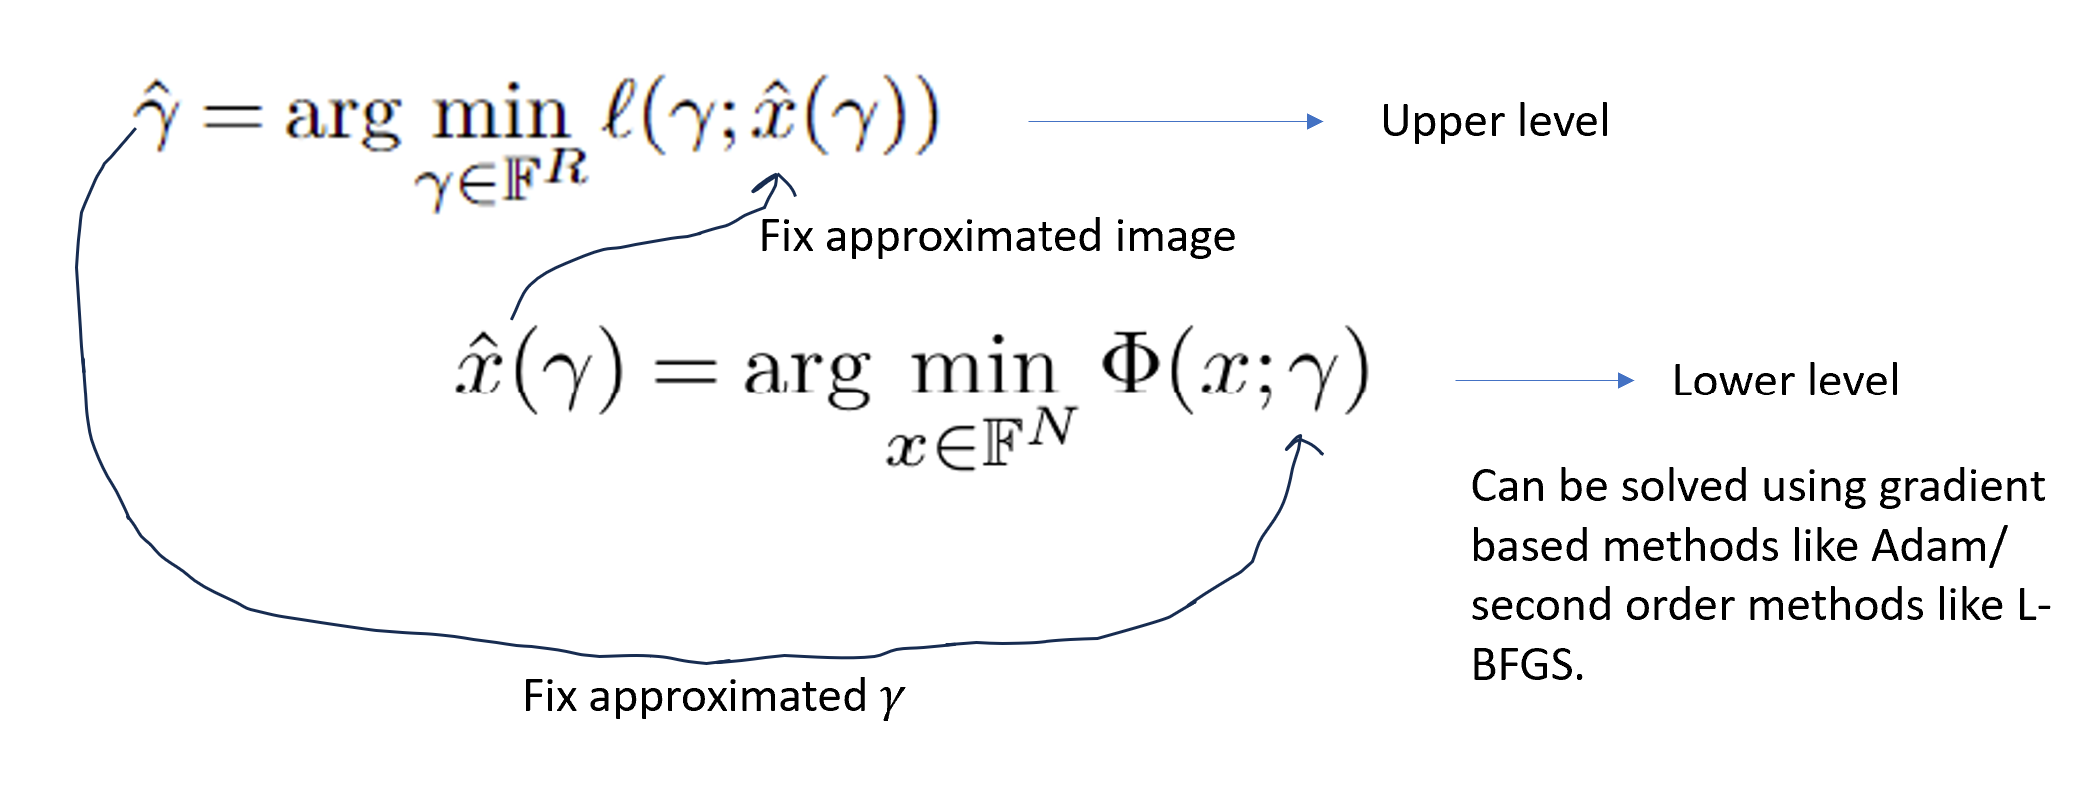 γ̂ = arg min_{γ∈𝔽^R} ℓ(γ; x̂(γ))
Upper level
Fix approximated image
x̂(γ) = arg min_{x∈𝔽^N} Φ(x; γ)
Lower level
Can be solved using gradient
based methods like Adam/
second order methods like L-
BFGS.
Fix approximated γ